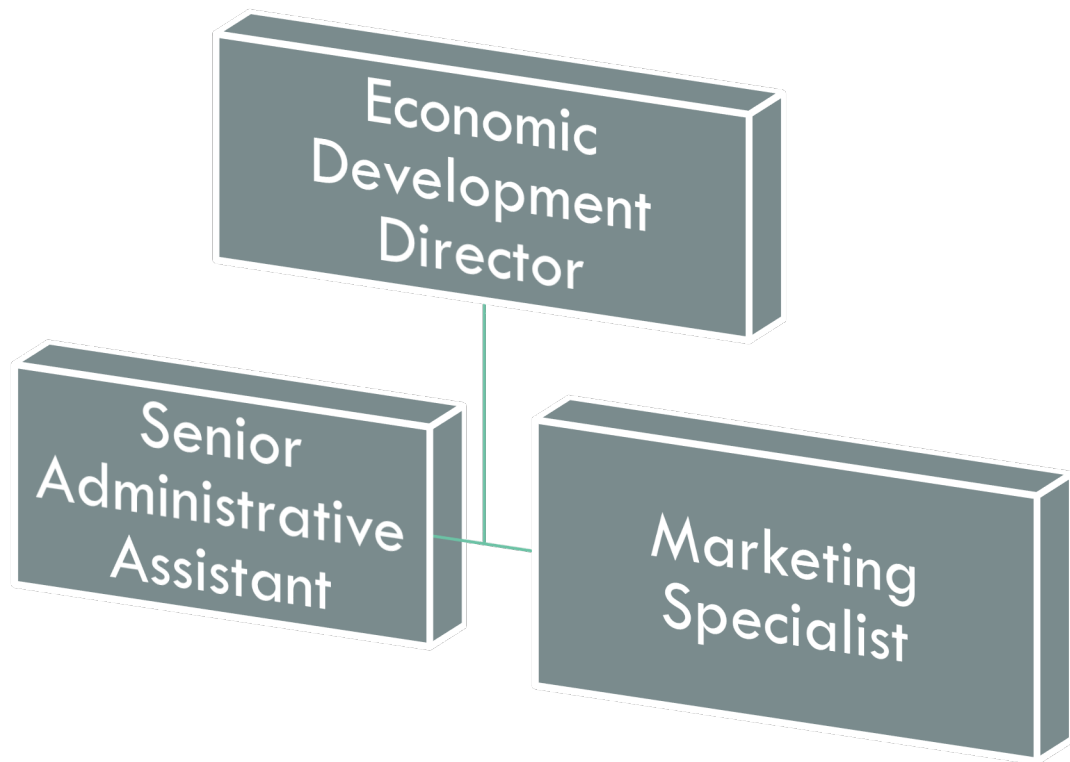 Economic
Development
Director
Senior
Administrative
Assistant
Marketing
Specialist